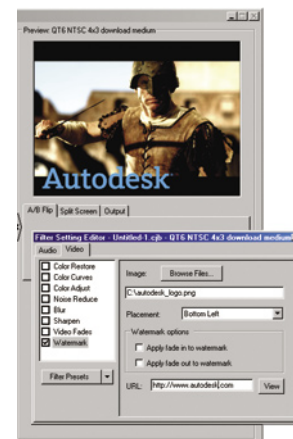 Preview: QT6 NTSC 4x3 download medium
Autodesk
A/B Flip Split Screen Output
Filter Setting Editor - Untitled-1.cjb - QT6 NTSC 4x3 download medium
Audio Video
Color Restore
Color Curves
Color Adjust
Noise Reduce
Blur
Sharpen
Video Fades
Watermark
Filter Presets
Image: Browse Files...
C:\autodesk_logo.png
Placement: Bottom Left
Watermark options
Apply fade in to watermark
Apply fade out to watermark
URL: http://www.autodesk.com View